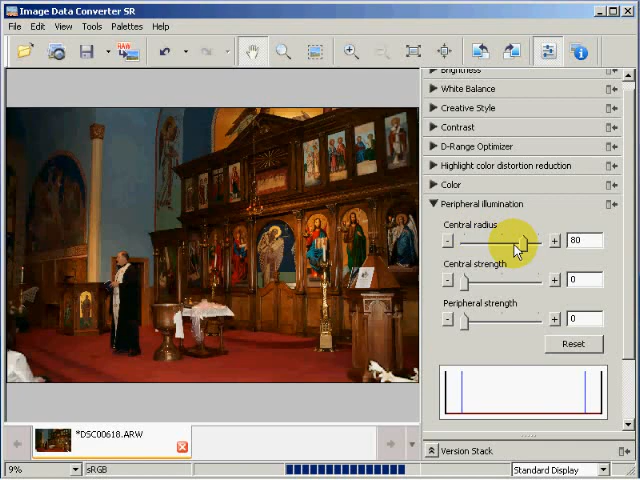 Image Data Converter SR
File Edit View Tools Palettes Help
RAW
Brightness
White Balance
Creative Style
Contrast
D-Range Optimizer
Highlight color distortion reduction
Color
Peripheral illumination
Central radius
- + 80
Central strength
- + 0
Peripheral strength
- + 0
Reset
*DSC00618.ARW
Version Stack
9% sRGB Standard Display